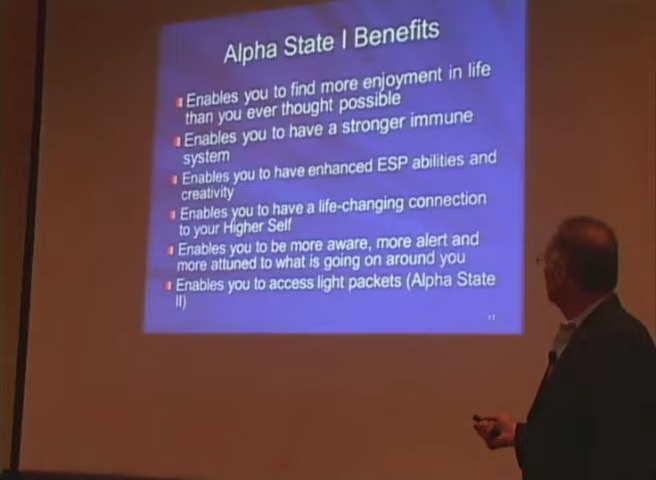 Alpha State I Benefits
Enables you to find more enjoyment in life
than you ever thought possible
Enables you to have a stronger immune
system
Enables you to have enhanced ESP abilities and
creativity
Enables you to have a life-changing connection
to your Higher Self
Enables you to be more aware, more alert and
more attuned to what is going on around you
Enables you to access light packets (Alpha State
II)
11